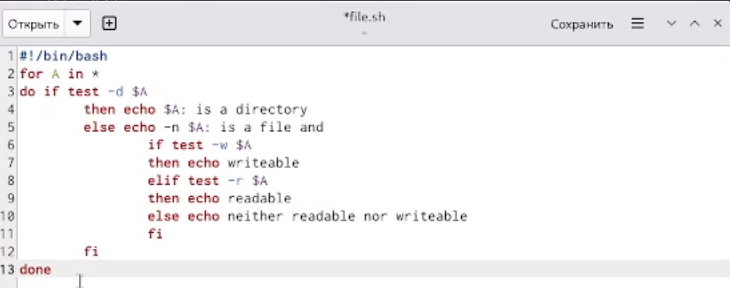 Открыть
*file.sh
~
Сохранить
1 #!/bin/bash
2 for A in *
3 do if test -d $A
4 then echo $A: is a directory
5 else echo -n $A: is a file and
6 if test -w $A
7 then echo writeable
8 elif test -r $A
9 then echo readable
10 else echo neither readable nor writeable
11 fi
12 fi
13 done